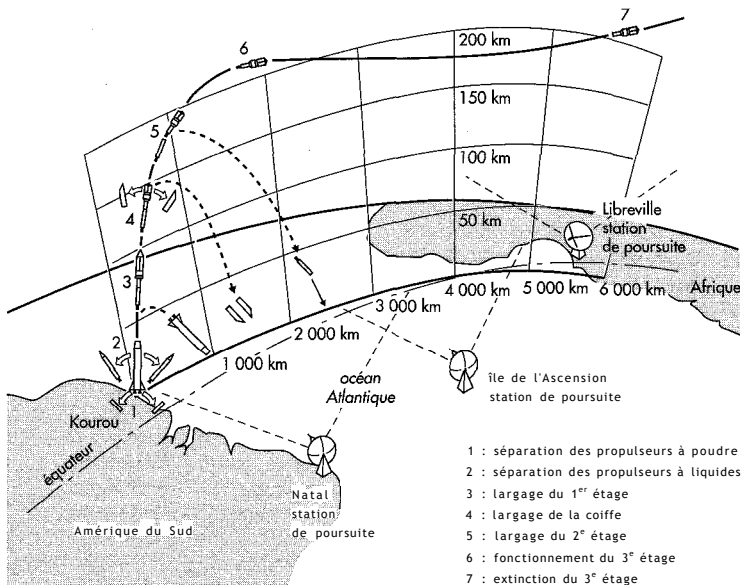 7
6
200 km
150 km
5
100 km
4
50 km
Libreville
station
de poursuite
3
Afrique
6 000 km
5 000 km
4 000 km
3 000 km
2 000 km
1 000 km
2
1
île de l'Ascension
station de poursuite
océan
Atlantique
Kourou
équateur
Natal
station
de poursuite
Amérique du Sud
1 : séparation des propulseurs à poudre
2 : séparation des propulseurs à liquides
3 : largage du 1er étage
4 : largage de la coiffe
5 : largage du 2e étage
6 : fonctionnement du 3e étage
7 : extinction du 3e étage